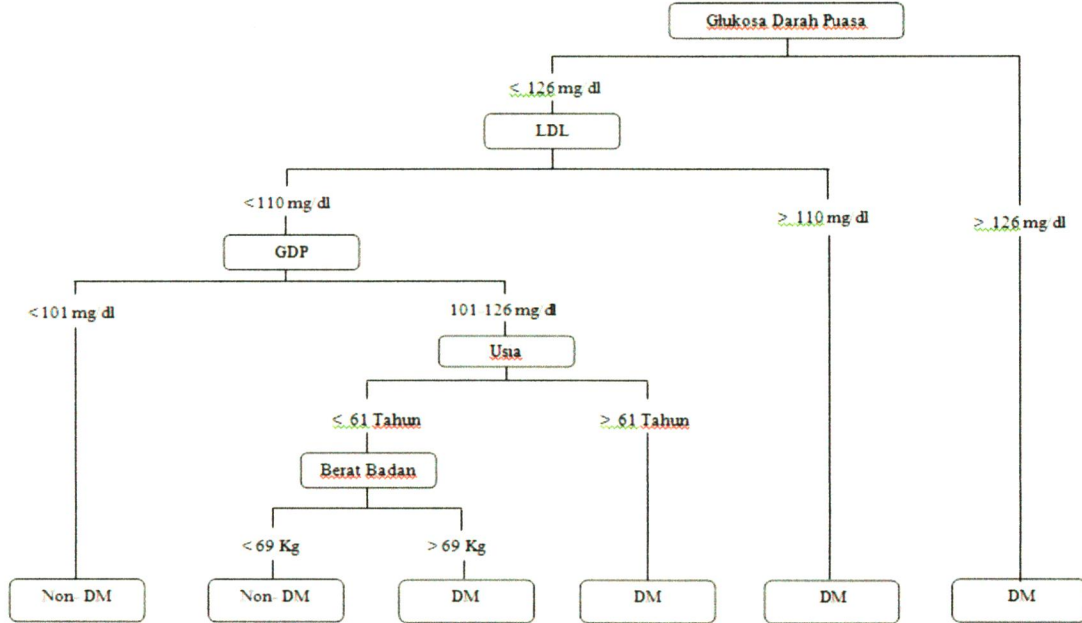 Glukosa Darah Puasa
< 126 mg/dl
LDL
<110 mg/dl
> 110 mg/dl
> 126 mg/dl
GDP
<101 mg/dl
101-126 mg/dl
Usia
< 61 Tahun
> 61 Tahun
Berat Badan
<69 Kg
>69 Kg
Non- DM
Non- DM
DM
DM
DM
DM